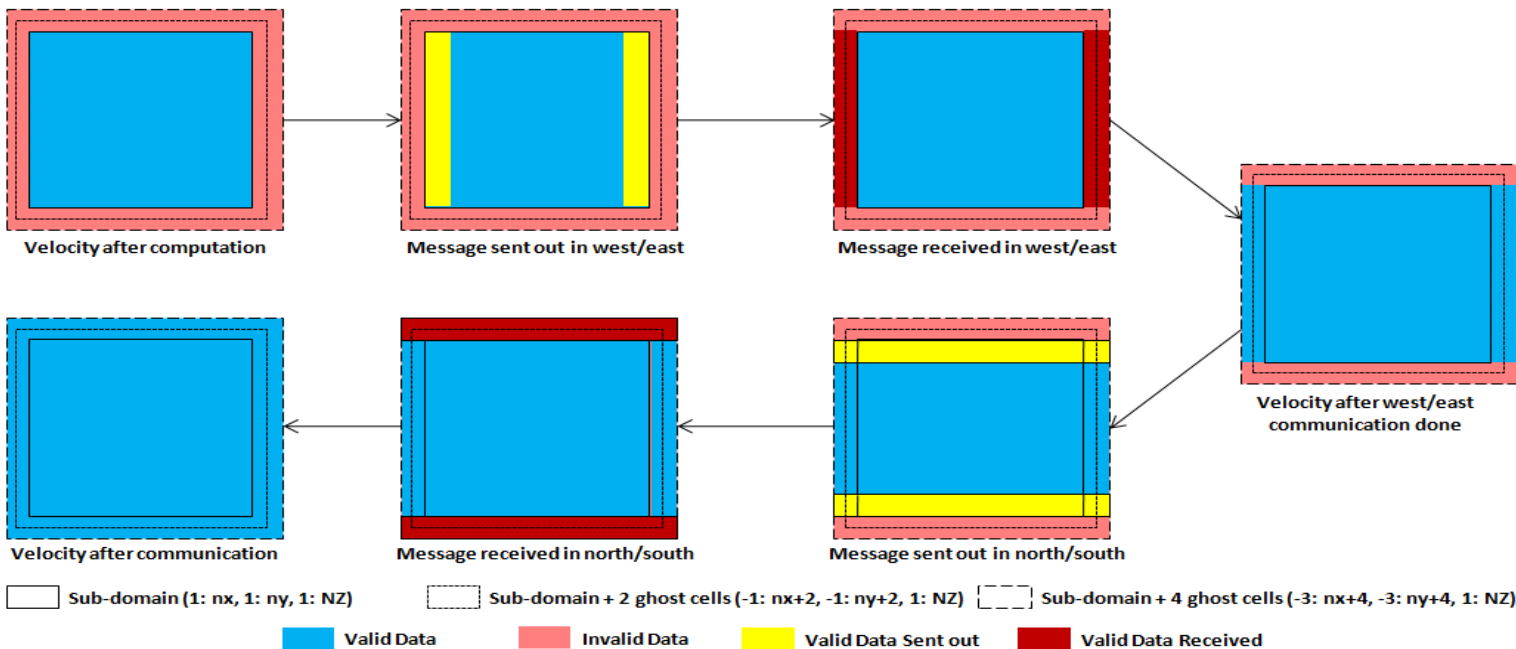 Velocity after computation
Message sent out in west/east
Message received in west/east
Velocity after west/east
communication done
Velocity after communication
Message received in north/south
Message sent out in north/south
Sub-domain (1: nx, 1: ny, 1: NZ)
Sub-domain + 2 ghost cells (-1: nx+2, -1: ny+2, 1: NZ)
Sub-domain + 4 ghost cells (-3: nx+4, -3: ny+4, 1: NZ)
Valid Data
Invalid Data
Valid Data Sent out
Valid Data Received